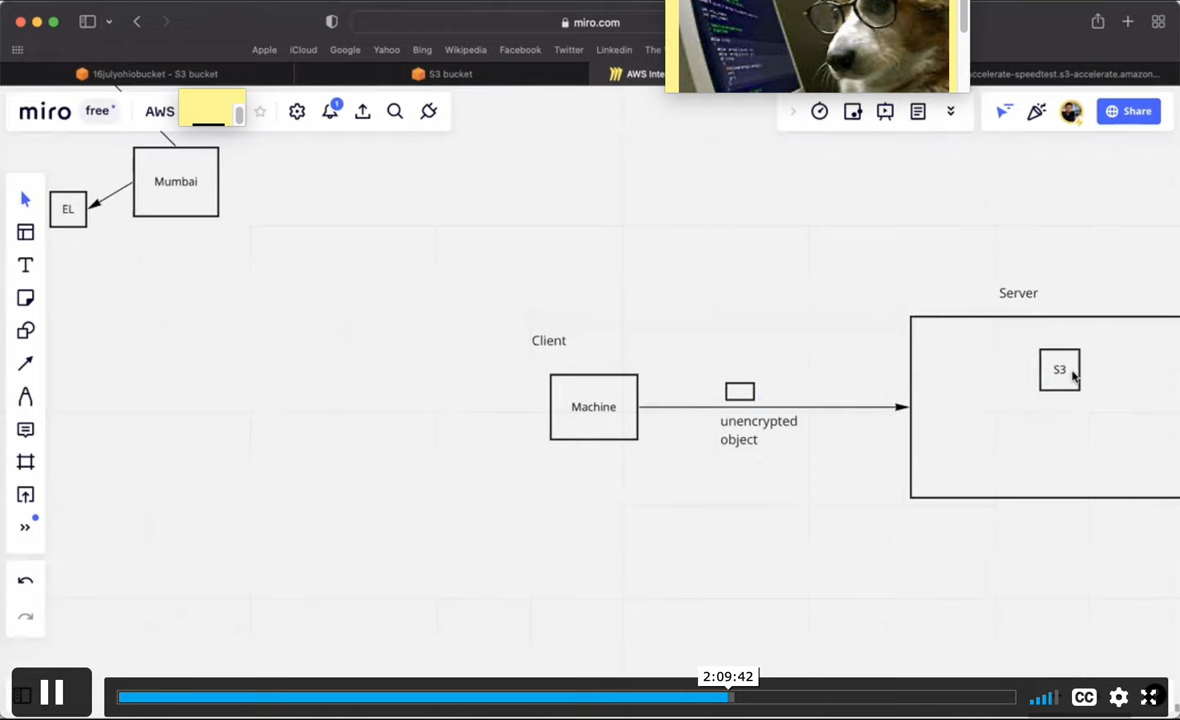 miro.com
Apple iCloud Google Yahoo Bing Wikipedia Facebook Twitter Linkedin The
16julyohiobucket - S3 bucket
S3 bucket
AWS Inte
accelerate-speedtest.s3-accelerate.amazon...
miro free AWS
1
Share
Mumbai
EL
Server
Client
S3
Machine
unencrypted
object
2:09:42
CC